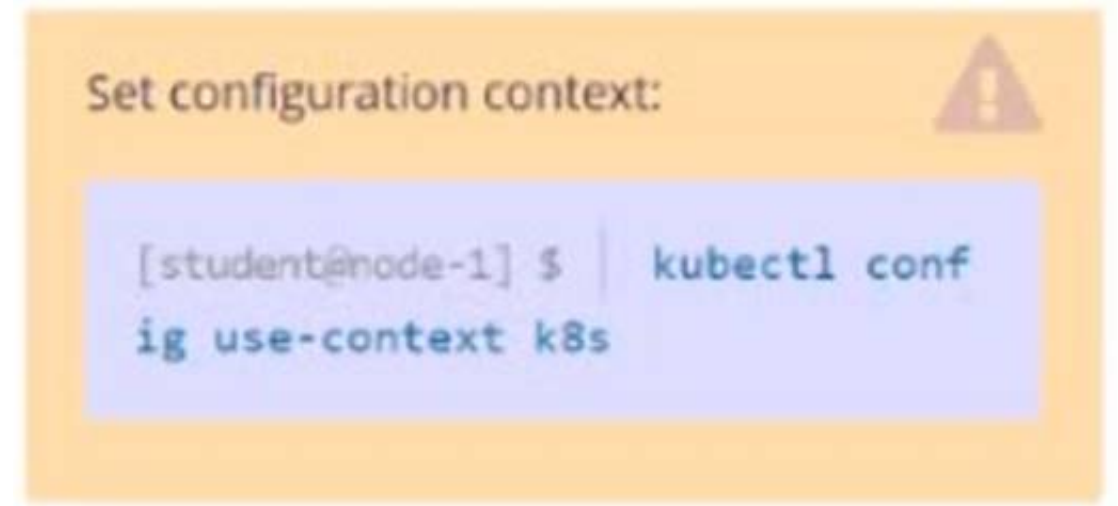 Set configuration context:
[student@node-1] $ | kubectl conf
ig use-context k8s